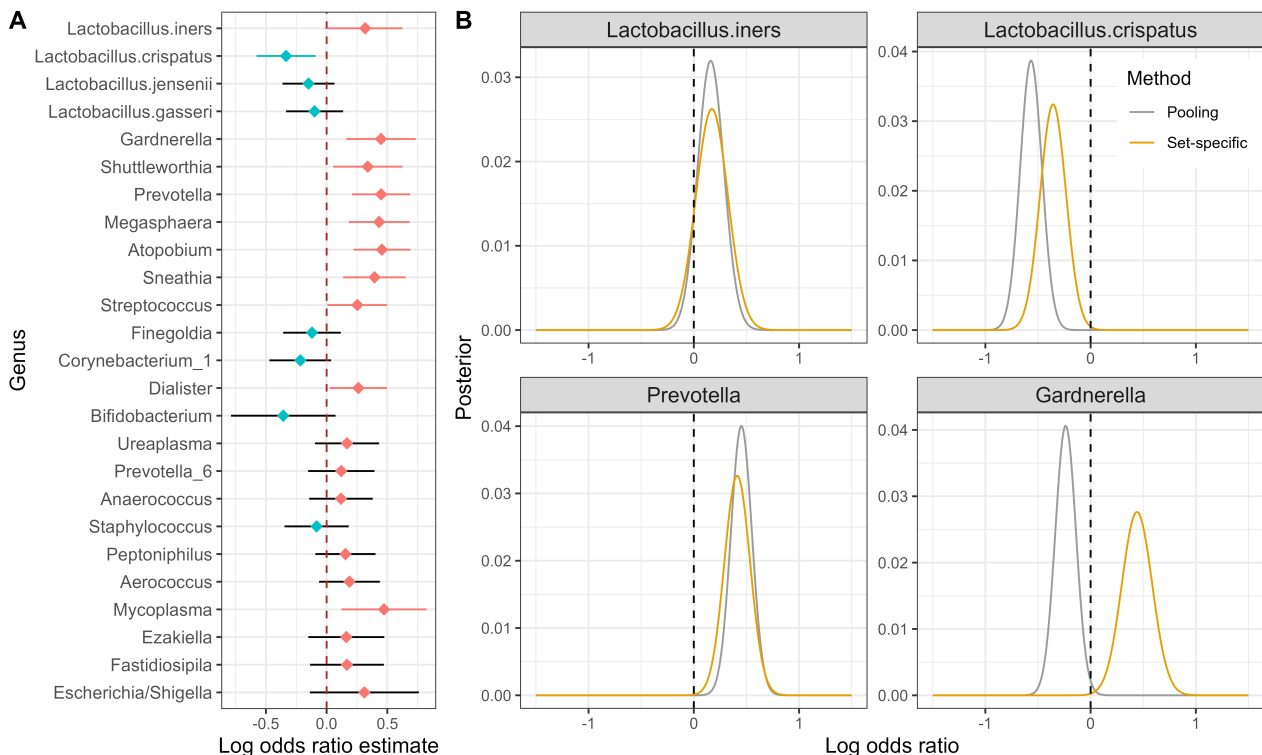 A
Genus
Lactobacillus.iners
Lactobacillus.crispatus
Lactobacillus.jensenii
Lactobacillus.gasseri
Gardnerella
Shuttleworthia
Prevotella
Megasphaera
Atopobium
Sneathia
Streptococcus
Finegoldia
Corynebacterium_1
Dialister
Bifidobacterium
Ureaplasma
Prevotella_6
Anaerococcus
Staphylococcus
Peptoniphilus
Aerococcus
Mycoplasma
Ezakiella
Fastidiosipila
Escherichia/Shigella
-0.5 0.0 0.5
Log odds ratio estimate
B
Posterior
Lactobacillus.iners
0.03
0.02
0.01
0.00
-1 0 1
Lactobacillus.crispatus
0.04
0.03
0.02
0.01
0.00
-1 0 1
Method
Pooling
Set-specific
Prevotella
0.04
0.03
0.02
0.01
0.00
-1 0 1
Gardnerella
0.04
0.03
0.02
0.01
0.00
-1 0 1
Log odds ratio